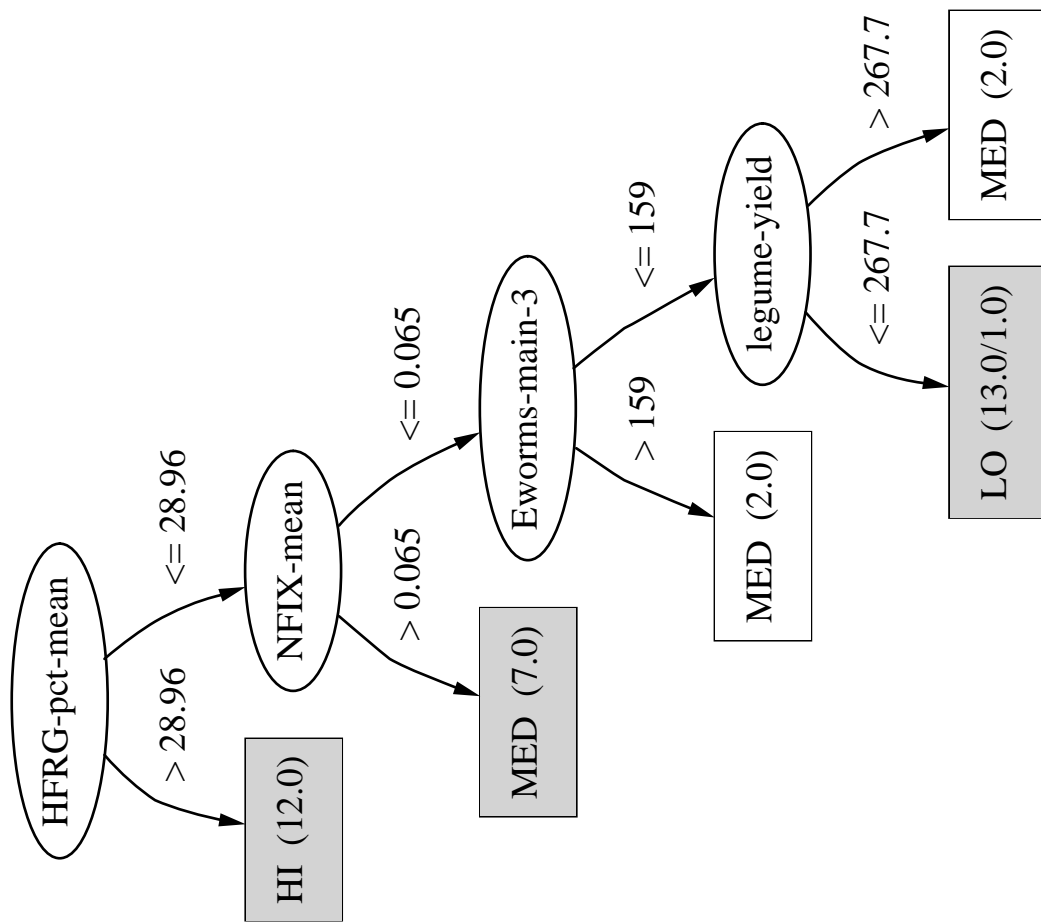 HFRG-pct-mean
> 28.96
<= 28.96
HI (12.0)
NFIX-mean
> 0.065
<= 0.065
MED (7.0)
Eworms-main-3
> 159
<= 159
MED (2.0)
legume-yield
<= 267.7
> 267.7
LO (13.0/1.0)
MED (2.0)